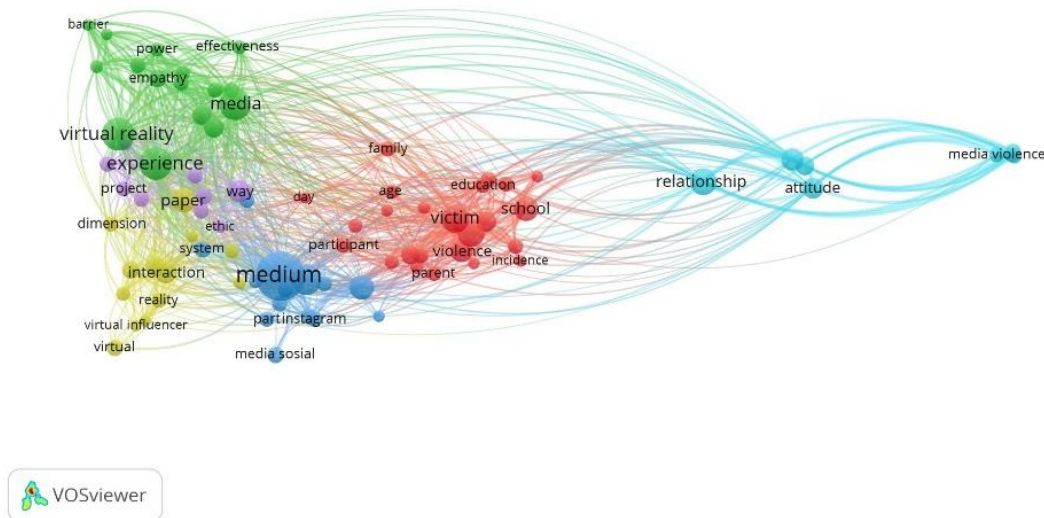 barrier
power
effectiveness
empathy
media
virtual reality
experience
family
media violence
project
way
age
education
relationship
attitude
paper
day
school
dimension
ethic
victim
system
participant
violence
incidence
interaction
medium
parent
reality
partinstagram
virtual influencer
virtual
media sosial
VOSviewer